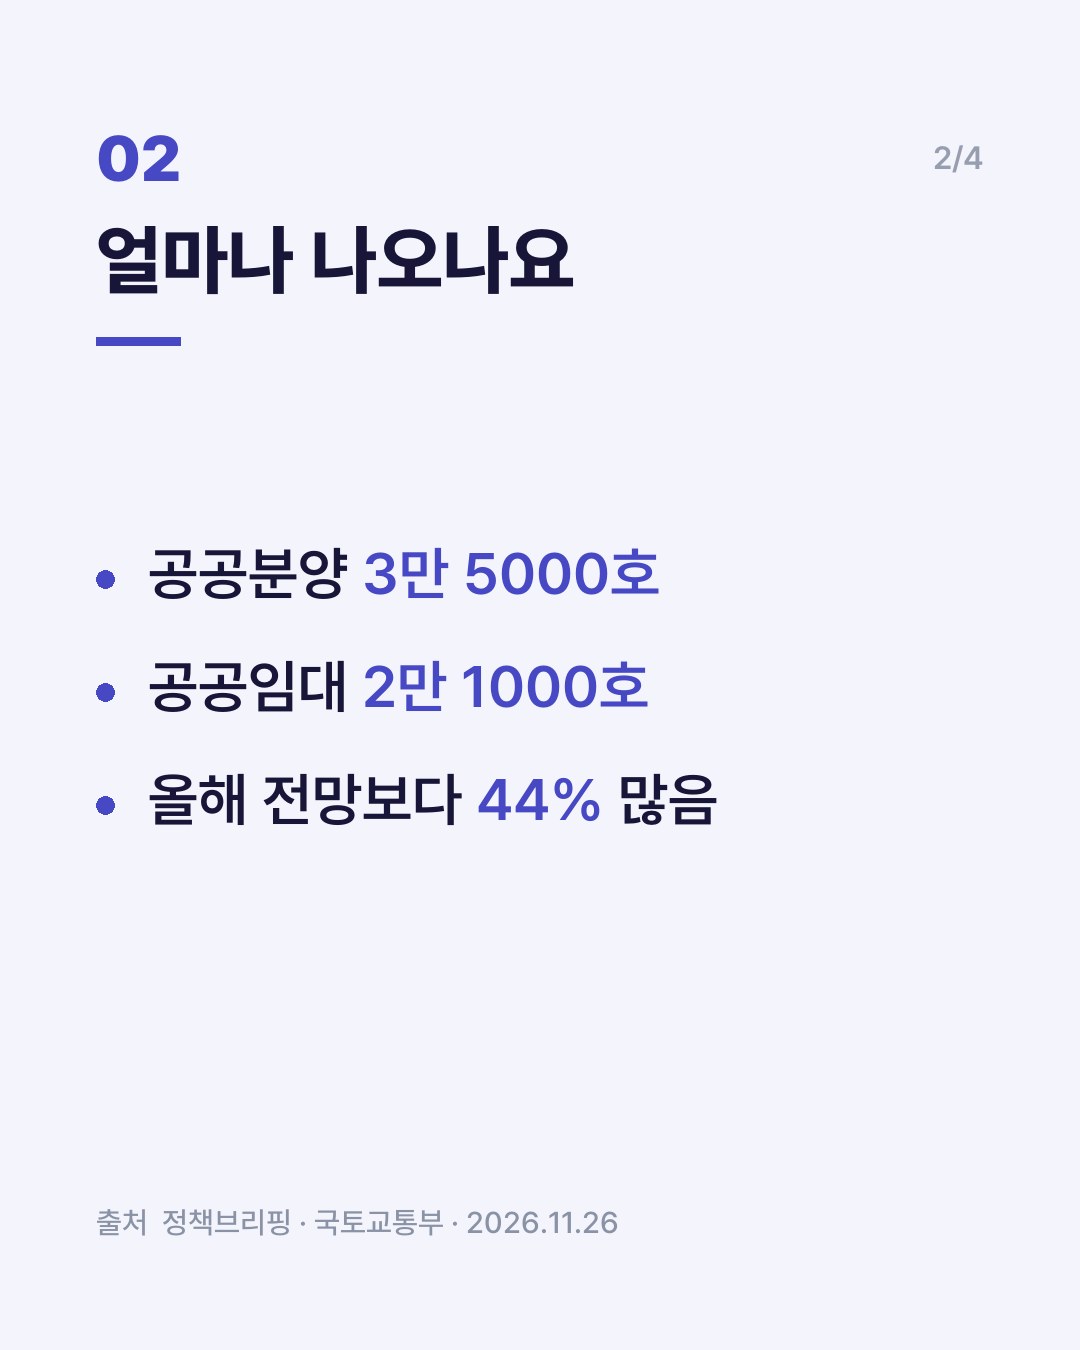 02
2/4
얼마나 나오나요
공공분양 3만 5000호
공공임대 2만 1000호
올해 전망보다 44% 많음
출처 정책브리핑 · 국토교통부 · 2026.11.26